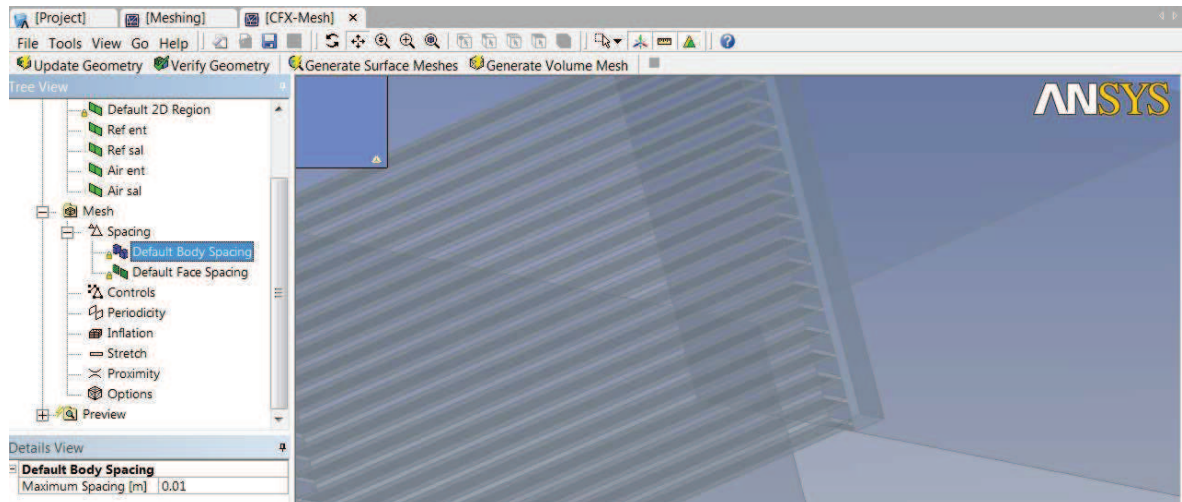 [Project] [Meshing] [CFX-Mesh] ×
File Tools View Go Help
Update Geometry Verify Geometry Generate Surface Meshes Generate Volume Mesh
Tree View
ANSYS
Default 2D Region
Ref ent
Ref sal
Air ent
Air sal
Mesh
Spacing
Default Body Spacing
Default Face Spacing
Controls
Periodicity
Inflation
Stretch
Proximity
Options
Preview
Details View
Default Body Spacing
Maximum Spacing [m] 0.01